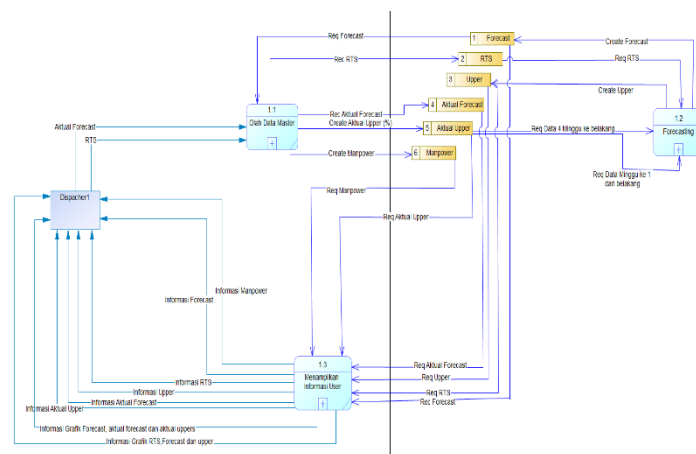 1 Forecast
Req Forecast
Create Forecast
Rec RTS
2 RTS
Req RTS
3 Upper
Create Upper
1.1
Olah Data Master
+
Rec Aktual Forecast
4 Aktual Forecast
1.2
Forecasting
+
Aktual Forecast
Create Aktual Upper (%)
5 Aktual Upper
Req Data 4 Minggu ke belakang
RTS
Create Manpower
6 Manpower
Req Data Minggu ke 1
dari belakang
Req Manpower
Dispacher1
Req Aktual Upper
Informasi Manpower
Informasi Forecast
1.3
Menampilkan
Informasi User
+
Req Aktual Forecast
Req Upper
Informasi RTS
Req RTS
Informasi Upper
Rec Forecast
Informasi Aktual Forecast
Informasi Aktual Upper
Informasi Grafik Forecast, aktual forecast dan aktual uppers
Informasi Grafik RTS,Forecast dan upper